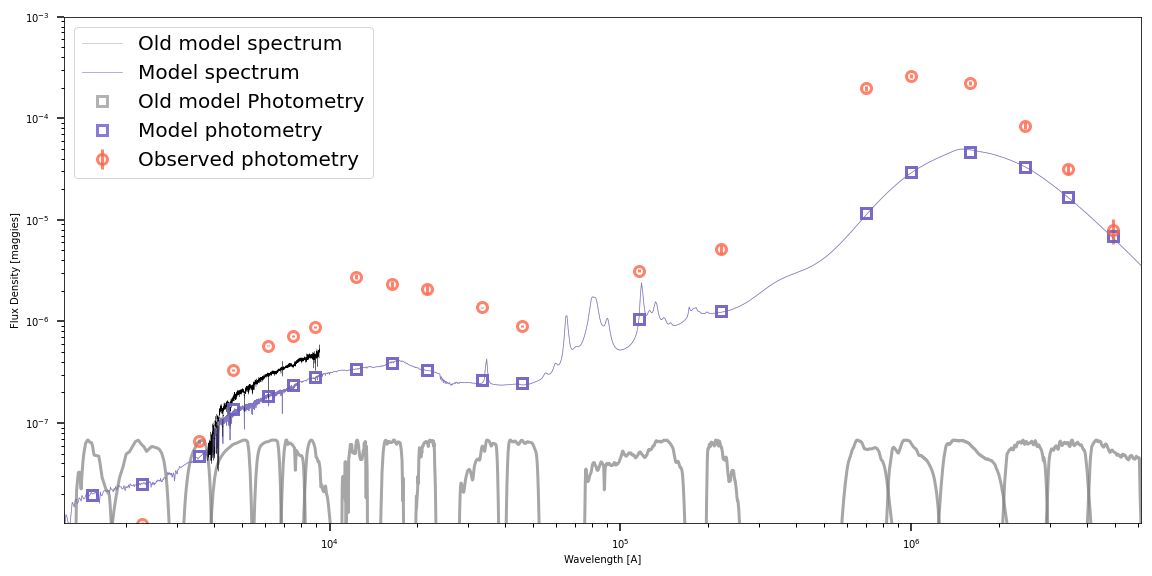 Old model spectrum
Model spectrum
Old model Photometry
Model photometry
Observed photometry
Flux Density [maggies]
10⁻³
10⁻⁴
10⁻⁵
10⁻⁶
10⁻⁷
10⁴
10⁵
10⁶
Wavelength [A]